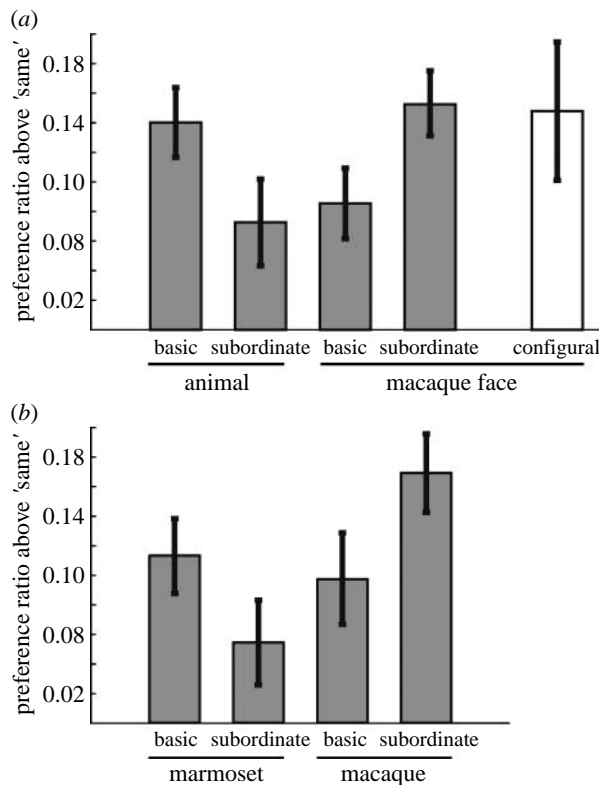 (a)
preference ratio above 'same'
0.18
0.14
0.10
0.08
0.02
basic subordinate basic subordinate configural
animal macaque face
(b)
preference ratio above 'same'
0.18
0.14
0.10
0.08
0.02
basic subordinate basic subordinate
marmoset macaque